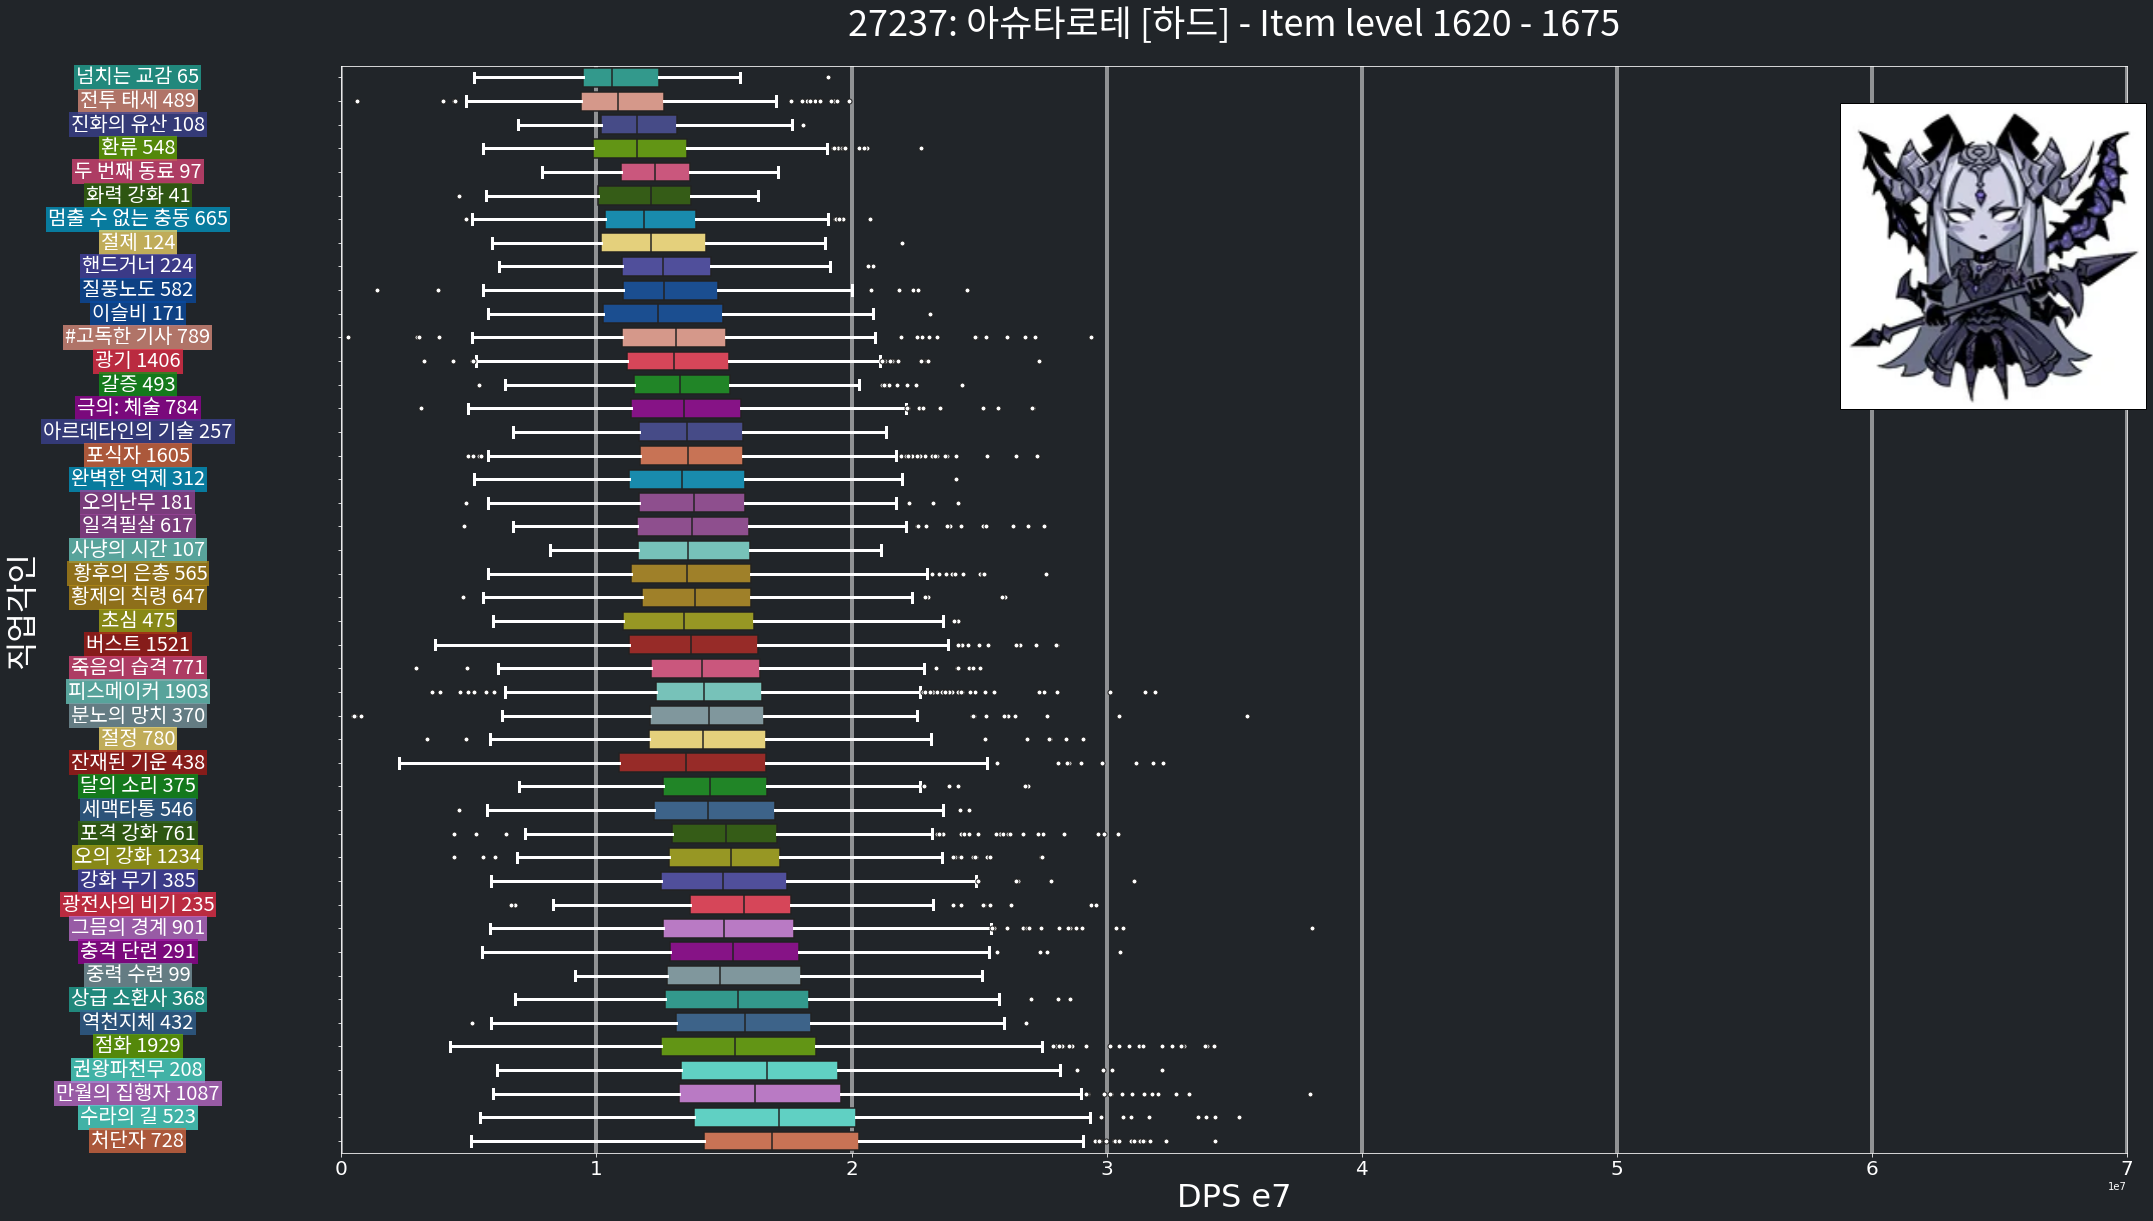 27237: 아슈타로테 [하드] - Item level 1620 - 1675
직업각인
넘치는 교감 65
전투 태세 489
진화의 유산 108
환류 548
두 번째 동료 97
화력 강화 41
멈출 수 없는 충동 665
절제 124
핸드거너 224
질풍노도 582
이슬비 171
#고독한 기사 789
광기 1406
갈증 493
극의: 체술 784
아르데타인의 기술 257
포식자 1605
완벽한 억제 312
오의난무 181
일격필살 617
사냥의 시간 107
황후의 은총 565
황제의 칙령 647
초심 475
버스트 1521
죽음의 습격 771
피스메이커 1903
분노의 망치 370
절정 780
잔재된 기운 438
달의 소리 375
세맥타통 546
포격 강화 761
오의 강화 1234
강화 무기 385
광전사의 비기 235
그믐의 경계 901
충격 단련 291
중력 수련 99
상급 소환사 368
역천지체 432
점화 1929
권왕파천무 208
만월의 집행자 1087
수라의 길 523
처단자 728
0 1 2 3 4 5 6 7
DPS e7
1e7